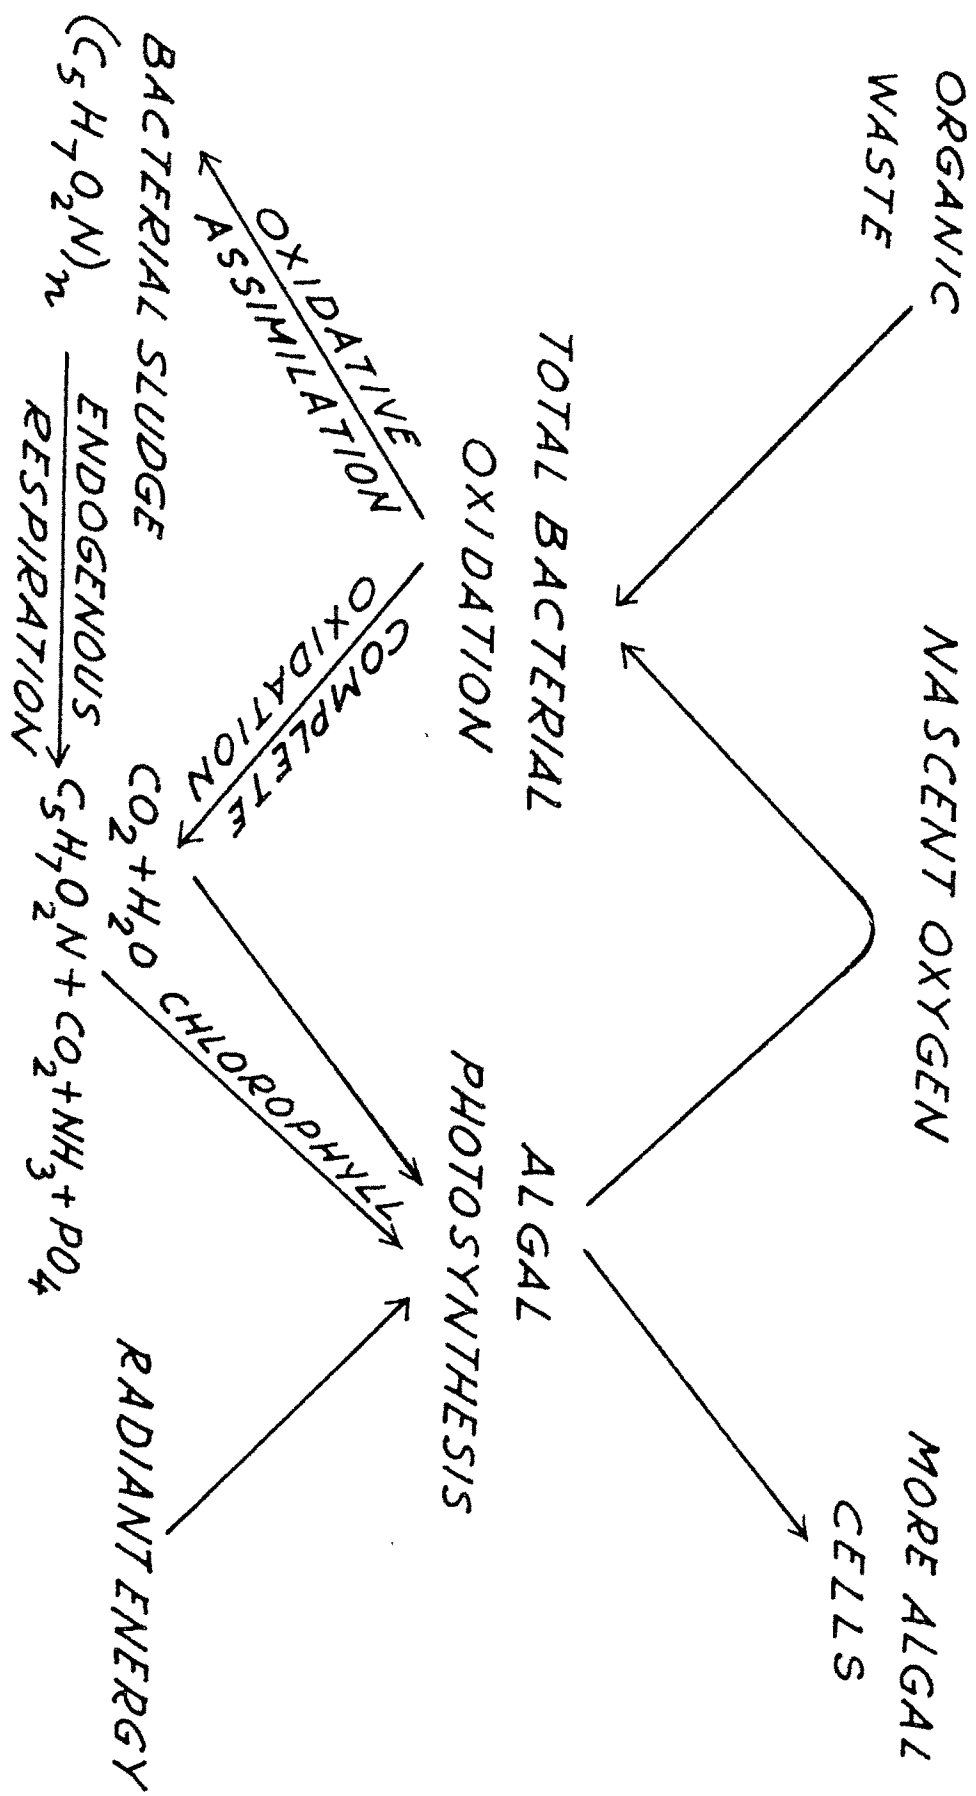 ORGANIC
WASTE
NASCENT OXYGEN
MORE ALGAL
CELLS
TOTAL BACTERIAL
OXIDATION
ALGAL
PHOTOSYNTHESIS
OXIDATIVE
ASSIMILATION
COMPLETE
OXIDATION
CHLOROPHYLL
BACTERIAL SLUDGE
(C₅H₇O₂N)ₙ
ENDOGENOUS
RESPIRATION
CO₂+H₂O
C₅H₇O₂N+CO₂+NH₃+PO₄
RADIANT ENERGY